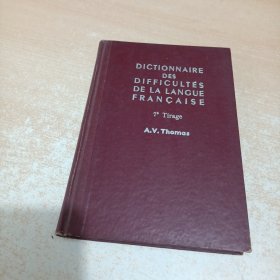 DICTIONNAIRE
DES
DIFFICULTÉS
DE LA LANGUE
FRANÇAISE
7e Tirage
A.V. Thomas